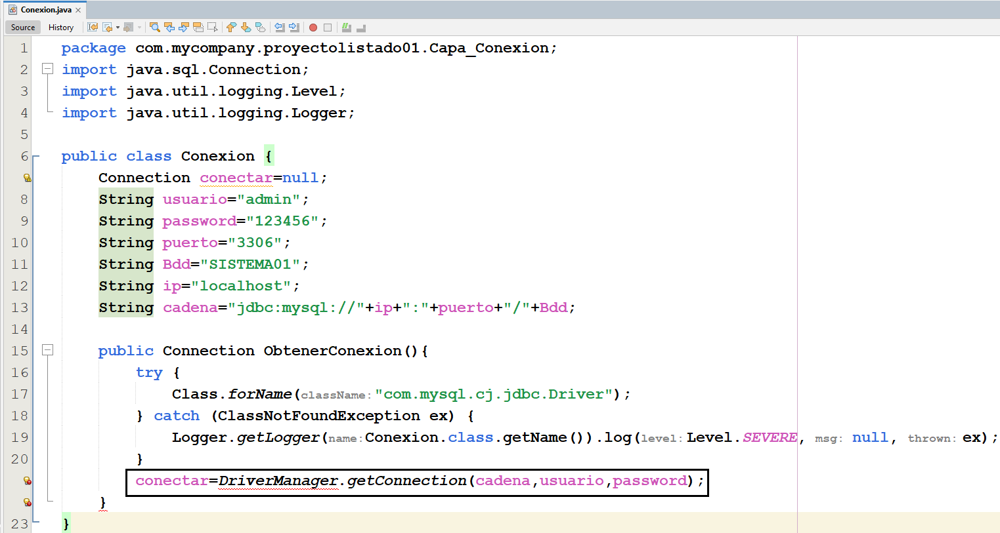 Conexion.java
Source History
1 package com.mycompany.proyectolistado01.Capa_Conexion;
2 import java.sql.Connection;
3 import java.util.logging.Level;
4 import java.util.logging.Logger;
5
6 public class Conexion {
Connection conectar=null;
8 String usuario="admin";
9 String password="123456";
10 String puerto="3306";
11 String Bdd="SISTEMA01";
12 String ip="localhost";
13 String cadena="jdbc:mysql://"+ip+":"+puerto+"/"+Bdd;
14
15 public Connection ObtenerConexion(){
16 try {
17 Class.forName(className: "com.mysql.cj.jdbc.Driver");
18 } catch (ClassNotFoundException ex) {
19 Logger.getLogger(name: Conexion.class.getName()).log(level: Level.SEVERE, msg: null, thrown: ex);
20 }
conectar=DriverManager.getConnection(cadena,usuario,password);
}
23 }